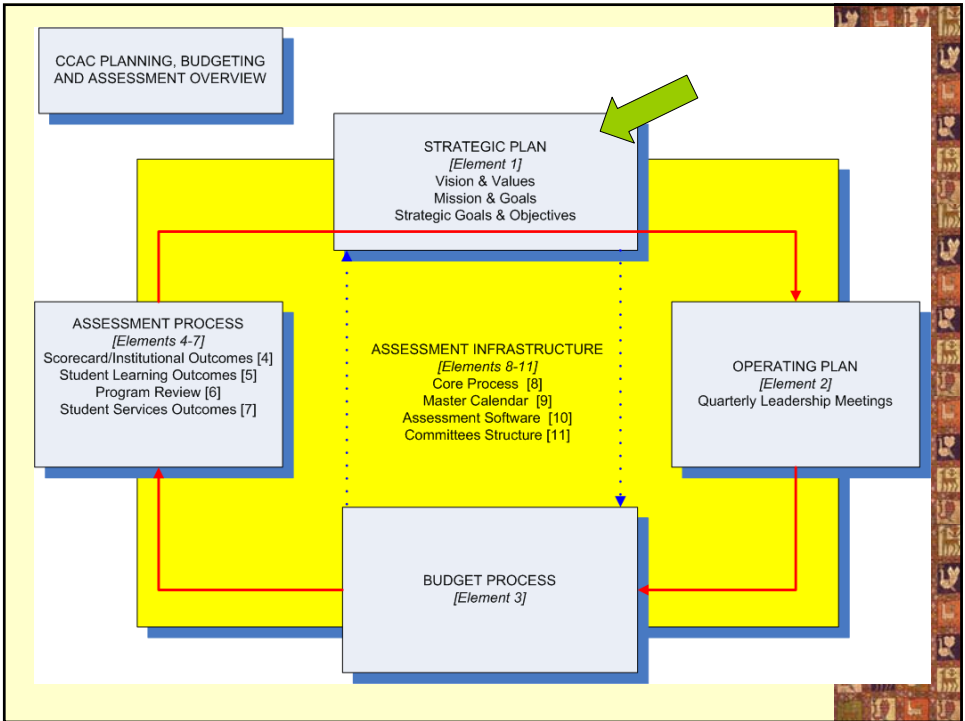 CCAC PLANNING, BUDGETING
AND ASSESSMENT OVERVIEW
STRATEGIC PLAN
[Element 1]
Vision & Values
Mission & Goals
Strategic Goals & Objectives
ASSESSMENT PROCESS
[Elements 4-7]
Scorecard/Institutional Outcomes [4]
Student Learning Outcomes [5]
Program Review [6]
Student Services Outcomes [7]
ASSESSMENT INFRASTRUCTURE
[Elements 8-11]
Core Process [8]
Master Calendar [9]
Assessment Software [10]
Committees Structure [11]
OPERATING PLAN
[Element 2]
Quarterly Leadership Meetings
BUDGET PROCESS
[Element 3]